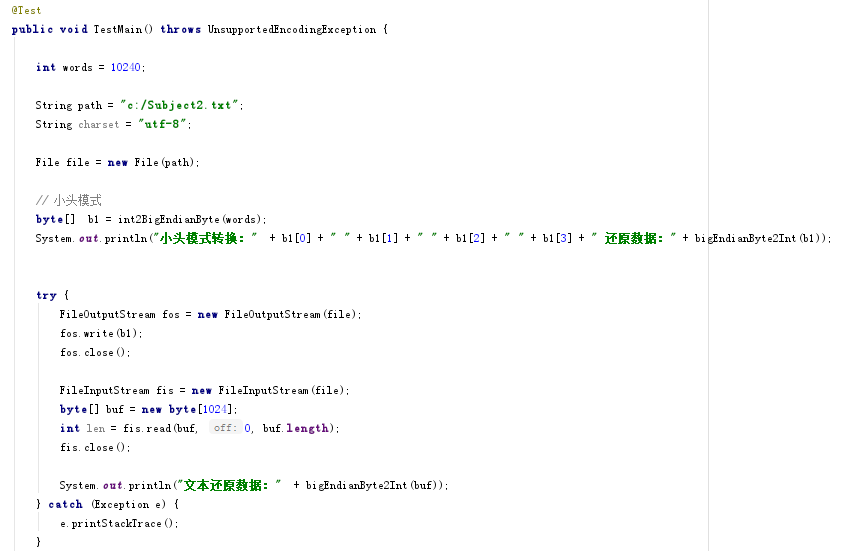 @Test
public void TestMain() throws UnsupportedEncodingException {
int words = 10240;
String path = "c:/Subject2.txt";
String charset = "utf-8";
File file = new File(path);
// 小头模式
byte[] b1 = int2BigEndianByte(words);
System.out.println("小头模式转换：" + b1[0] + " " + b1[1] + " " + b1[2] + " " + b1[3] + " 还原数据：" + bigEndianByte2Int(b1));
try {
FileOutputStream fos = new FileOutputStream(file);
fos.write(b1);
fos.close();
FileInputStream fis = new FileInputStream(file);
byte[] buf = new byte[1024];
int len = fis.read(buf, off: 0, buf.length);
fis.close();
System.out.println("文本还原数据：" + bigEndianByte2Int(buf));
} catch (Exception e) {
e.printStackTrace();
}